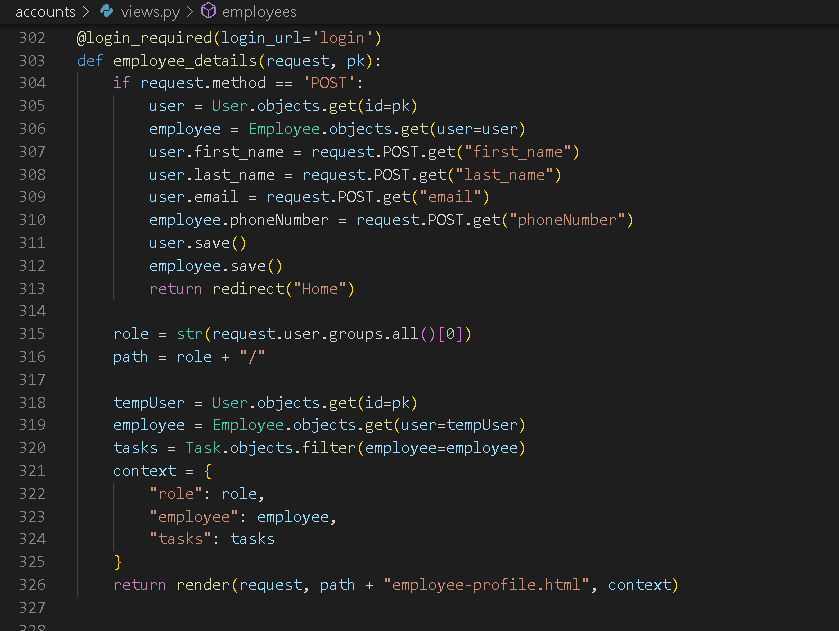 accounts > views.py > employees
302 @login_required(login_url='login')
303 def employee_details(request, pk):
304     if request.method == 'POST':
305         user = User.objects.get(id=pk)
306         employee = Employee.objects.get(user=user)
307         user.first_name = request.POST.get("first_name")
308         user.last_name = request.POST.get("last_name")
309         user.email = request.POST.get("email")
310         employee.phoneNumber = request.POST.get("phoneNumber")
311         user.save()
312         employee.save()
313         return redirect("Home")
314
315     role = str(request.user.groups.all()[0])
316     path = role + "/"
317
318     tempUser = User.objects.get(id=pk)
319     employee = Employee.objects.get(user=tempUser)
320     tasks = Task.objects.filter(employee=employee)
321     context = {
322         "role": role,
323         "employee": employee,
324         "tasks": tasks
325     }
326     return render(request, path + "employee-profile.html", context)
327
328